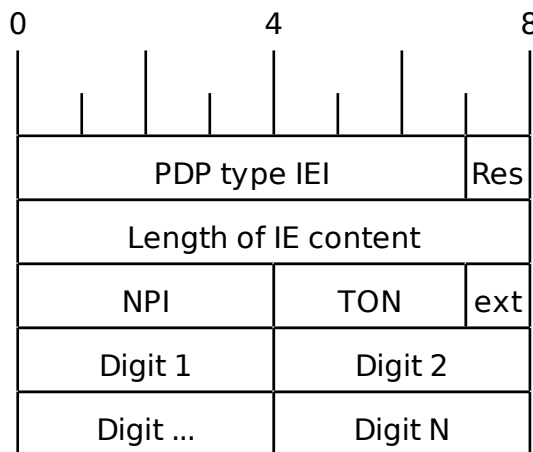 0 4 8
PDP type IEI Res
Length of IE content
NPI TON ext
Digit 1 Digit 2
Digit ... Digit N